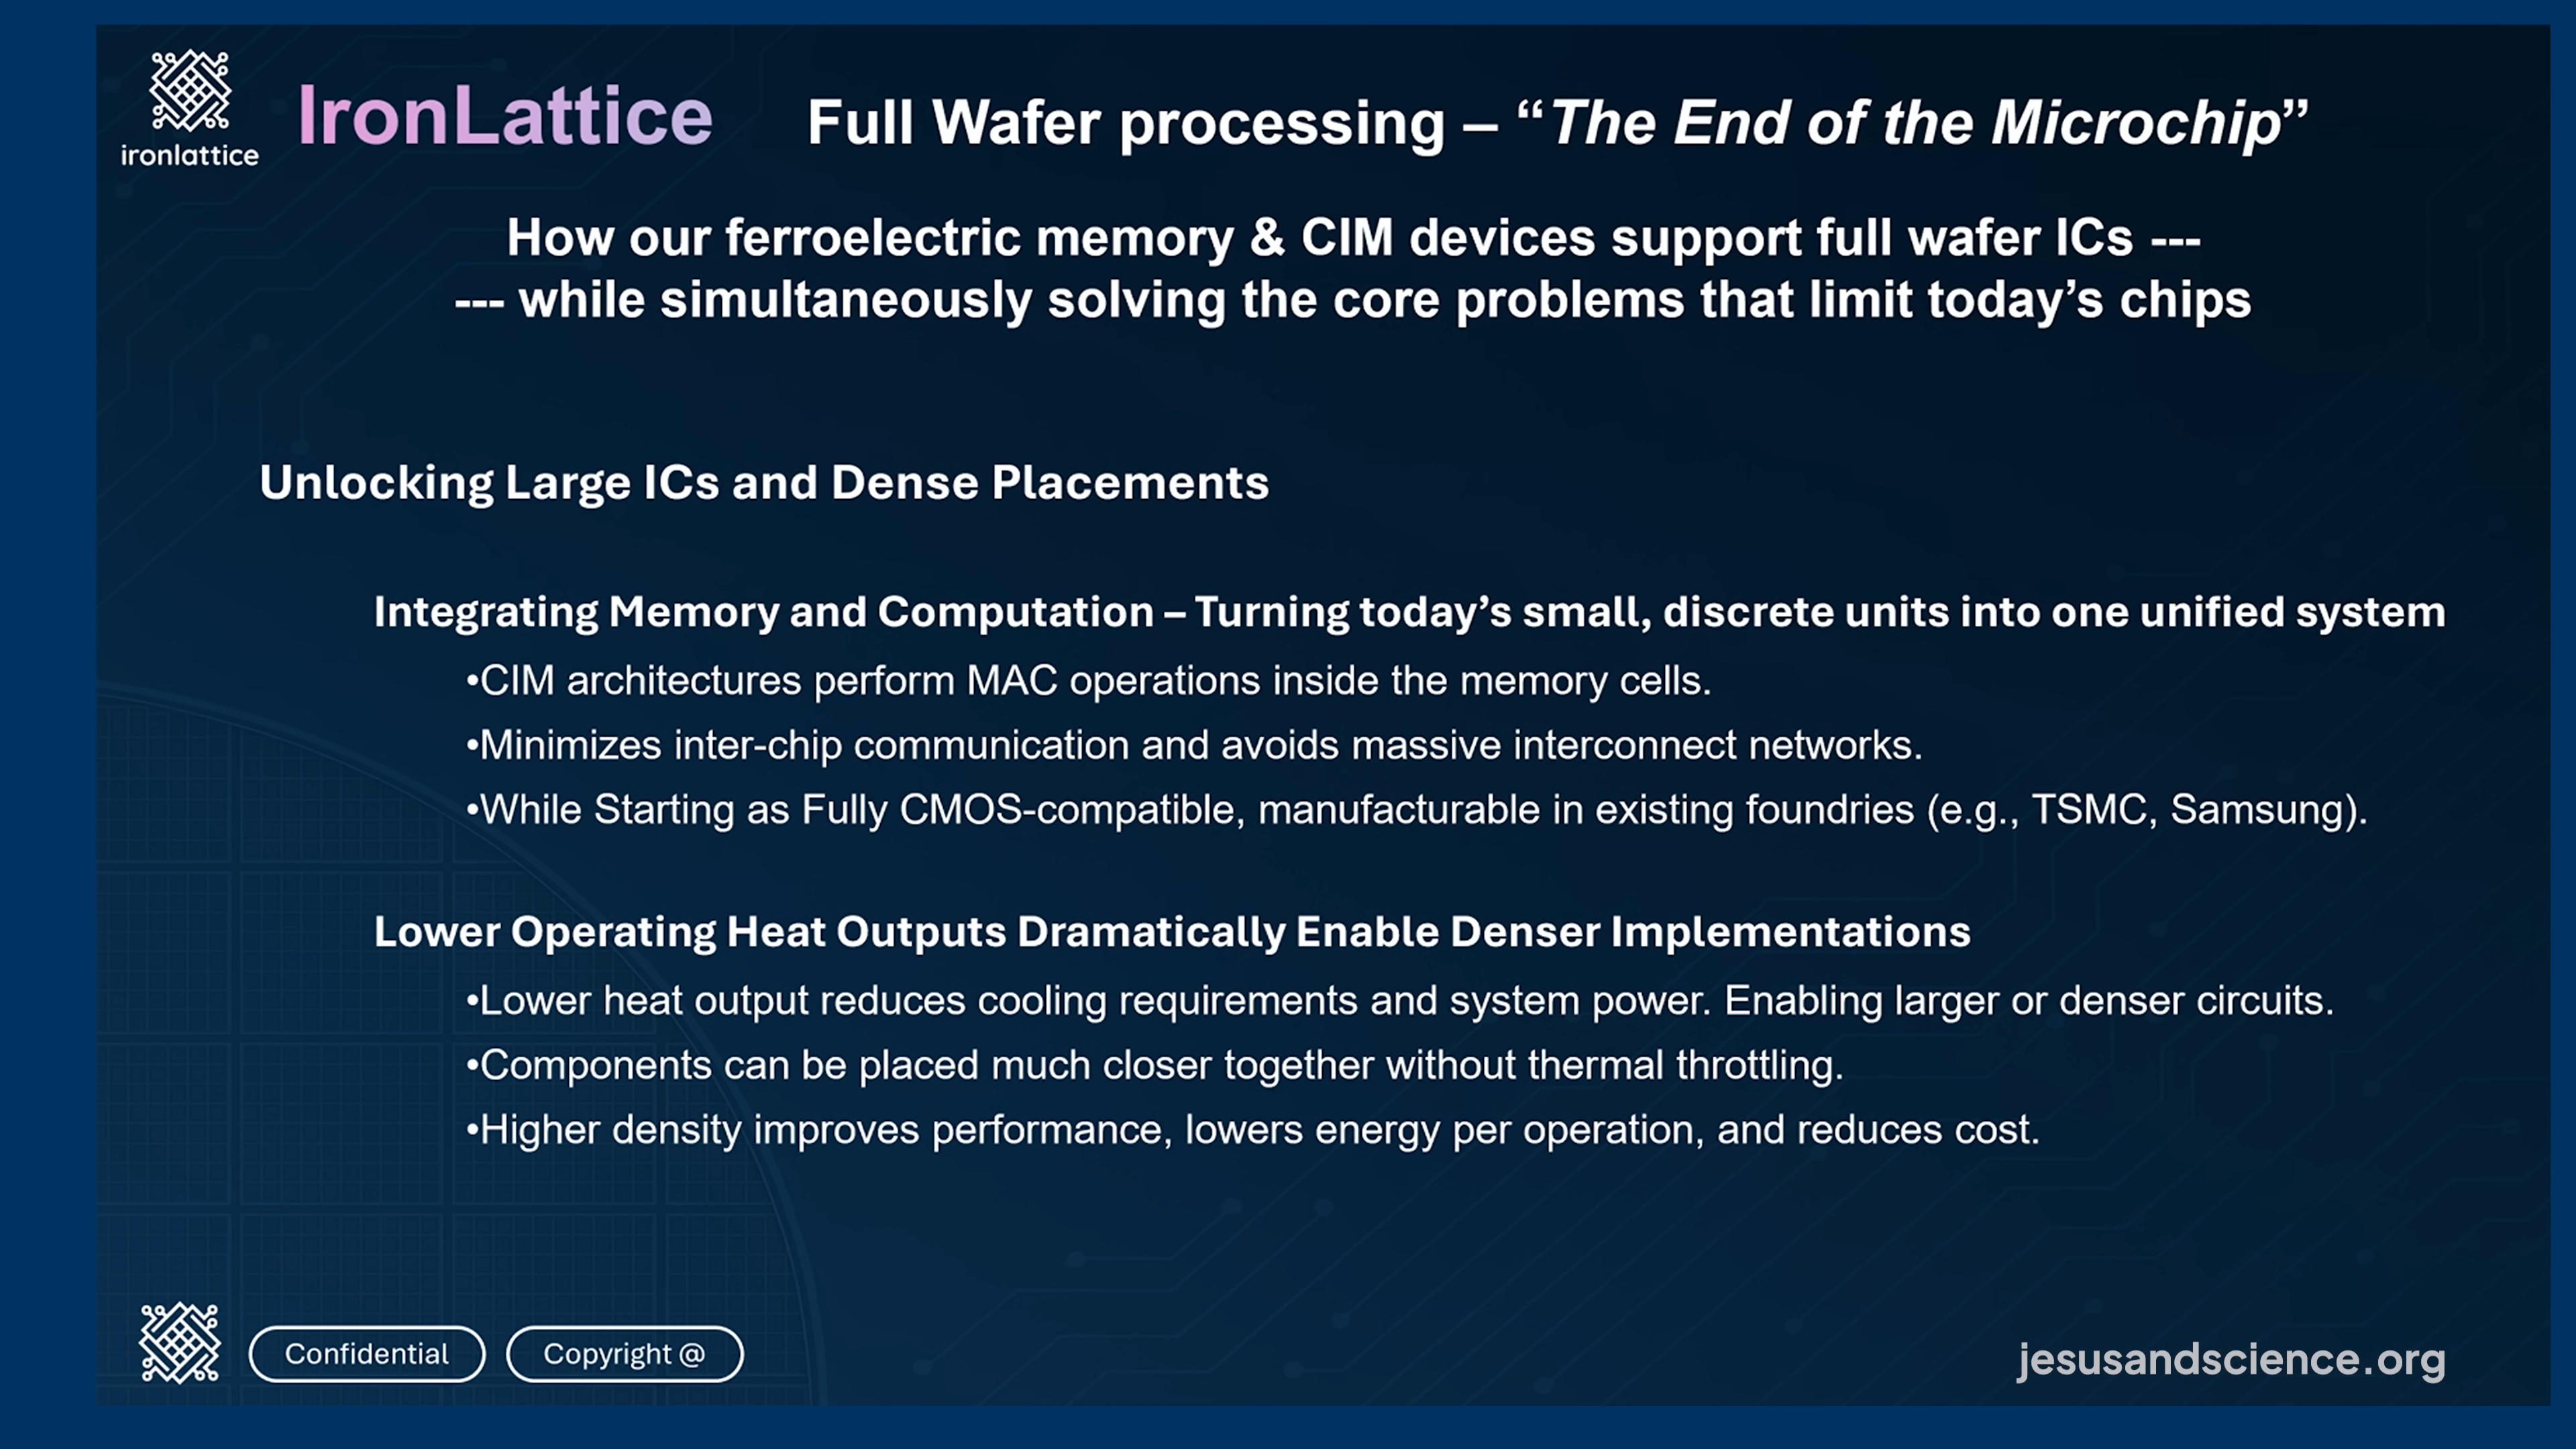 ironlattice
IronLattice
Full Wafer processing – “The End of the Microchip”
How our ferroelectric memory & CIM devices support full wafer ICs ---
--- while simultaneously solving the core problems that limit today’s chips
Unlocking Large ICs and Dense Placements
Integrating Memory and Computation – Turning today’s small, discrete units into one unified system
•CIM architectures perform MAC operations inside the memory cells.
•Minimizes inter-chip communication and avoids massive interconnect networks.
•While Starting as Fully CMOS-compatible, manufacturable in existing foundries (e.g., TSMC, Samsung).
Lower Operating Heat Outputs Dramatically Enable Denser Implementations
•Lower heat output reduces cooling requirements and system power. Enabling larger or denser circuits.
•Components can be placed much closer together without thermal throttling.
•Higher density improves performance, lowers energy per operation, and reduces cost.
Confidential
Copyright @
jesusandscience.org